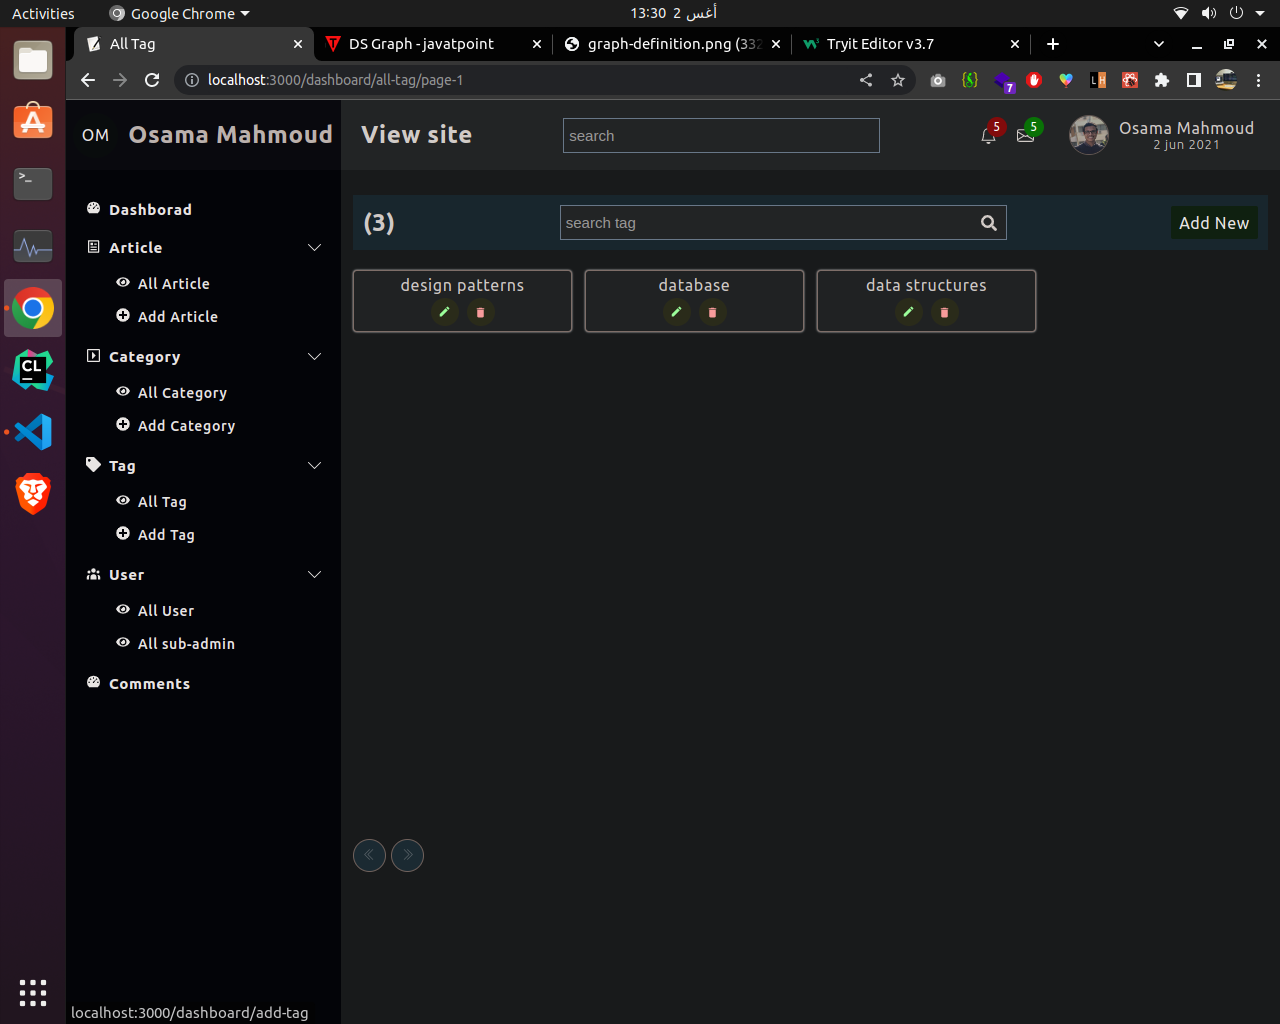 Activities
Google Chrome
13:30 2 أغس
All Tag
DS Graph - javatpoint
graph-definition.png (332
Tryit Editor v3.7
localhost:3000/dashboard/all-tag/page-1
7
OM Osama Mahmoud
View site
search
5
5
Osama Mahmoud
2 jun 2021
Dashborad
Article
All Article
Add Article
Category
All Category
Add Category
Tag
All Tag
Add Tag
User
All User
All sub-admin
Comments
(3)
search tag
Add New
design patterns
database
data structures
CL
localhost:3000/dashboard/add-tag